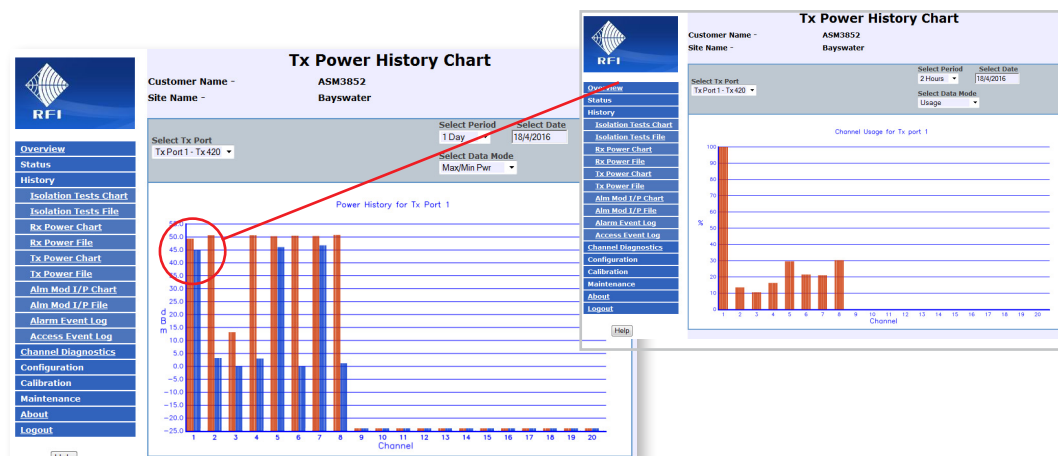 Tx Power History Chart
Customer Name - ASM3852
Site Name - Bayswater
RFI
Select Tx Port
Tx Port 1 - Tx 420
Select Period Select Date
1 Day 18/4/2016
Select Data Mode
Max/Min Pwr
Overview
Status
History
Isolation Tests Chart
Isolation Tests File
Rx Power Chart
Rx Power File
Tx Power Chart
Tx Power File
Alm Mod I/P Chart
Alm Mod I/P File
Alarm Event Log
Access Event Log
Channel Diagnostics
Configuration
Calibration
Maintenance
About
Logout
Power History for Tx Port 1
55.0
50.0
45.0
40.0
35.0
30.0
25.0
20.0
15.0
10.0
5.0
0.0
-5.0
-10.0
-15.0
-20.0
-25.0
dBm
1 2 3 4 5 6 7 8 9 10 11 12 13 14 15 16 17 18 19 20
Channel
Tx Power History Chart
Customer Name - ASM3852
Site Name - Bayswater
RFI
Select Tx Port
Tx Port 1 - Tx 420
Select Period Select Date
2 Hours 18/4/2016
Select Data Mode
Usage
Overview
Status
History
Isolation Tests Chart
Isolation Tests File
Rx Power Chart
Rx Power File
Tx Power Chart
Tx Power File
Alm Mod I/P Chart
Alm Mod I/P File
Alarm Event Log
Access Event Log
Channel Diagnostics
Configuration
Calibration
Maintenance
About
Logout
Help
Channel Usage for Tx port 1
100
90
80
70
60
50
40
30
20
10
0
%
1 2 3 4 5 6 7 8 9 10 11 12 13 14 15 16 17 18 19 20
Channel